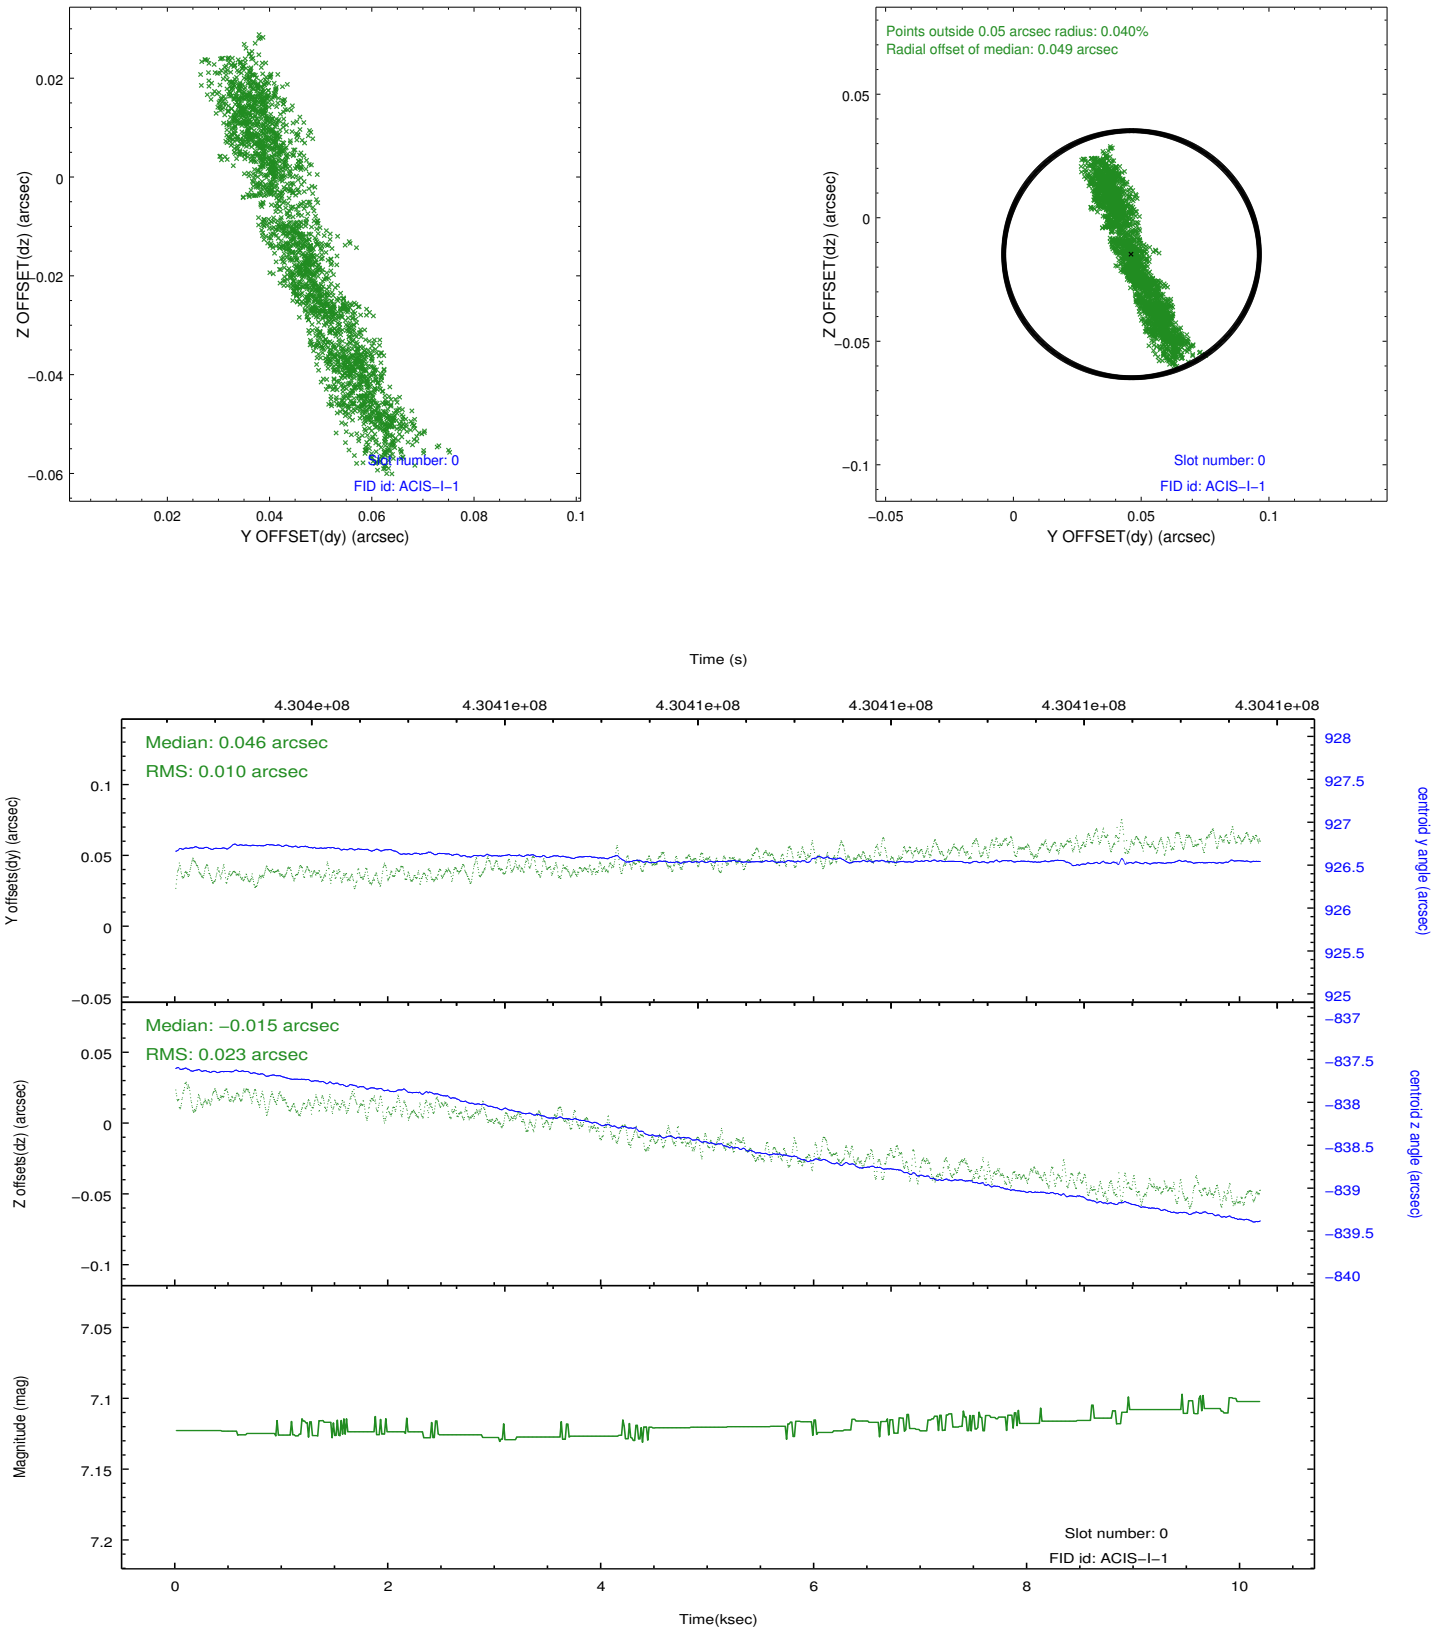 0.02
0
−0.02
−0.04
−0.06
Z OFFSET(dz) (arcsec)
Slot number: 0
FID id: ACIS−I−1
0.02 0.04 0.06 0.08 0.1
Y OFFSET(dy) (arcsec)
Points outside 0.05 arcsec radius: 0.040%
Radial offset of median: 0.049 arcsec
0.05
0
−0.05
−0.1
Z OFFSET(dz) (arcsec)
Slot number: 0
FID id: ACIS−I−1
−0.05 0 0.05 0.1
Y OFFSET(dy) (arcsec)
Time (s)
4.304e+08 4.3041e+08 4.3041e+08 4.3041e+08 4.3041e+08 4.3041e+08
Median: 0.046 arcsec
RMS: 0.010 arcsec
0.1
0.05
0
−0.05
Y offsets(dy) (arcsec)
928
927.5
927
926.5
926
925.5
925
centroid y angle (arcsec)
Median: −0.015 arcsec
RMS: 0.023 arcsec
0.05
0
−0.05
−0.1
Z offsets(dz) (arcsec)
−837
−837.5
−838
−838.5
−839
−839.5
−840
centroid z angle (arcsec)
7.05
7.1
7.15
7.2
Magnitude (mag)
Slot number: 0
FID id: ACIS−I−1
0 2 4 6 8 10
Time(ksec)